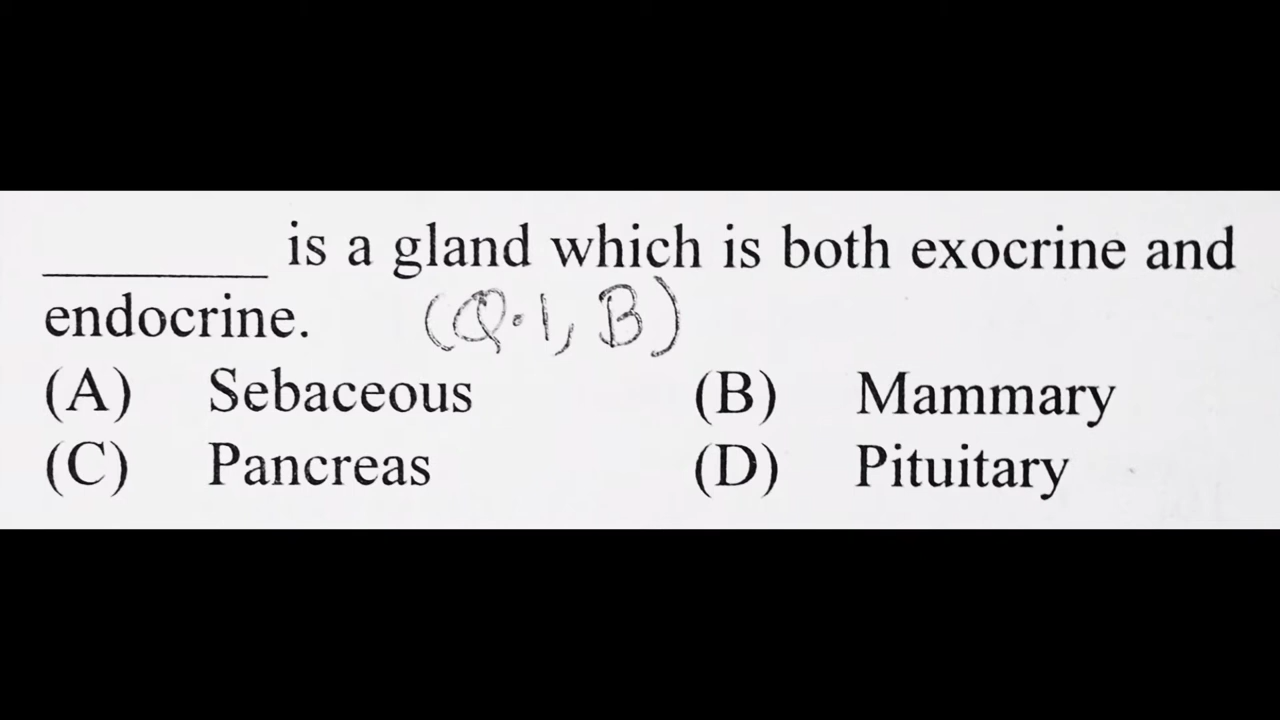 ________ is a gland which is both exocrine and
endocrine. (Q.1, B)
(A) Sebaceous (B) Mammary
(C) Pancreas (D) Pituitary